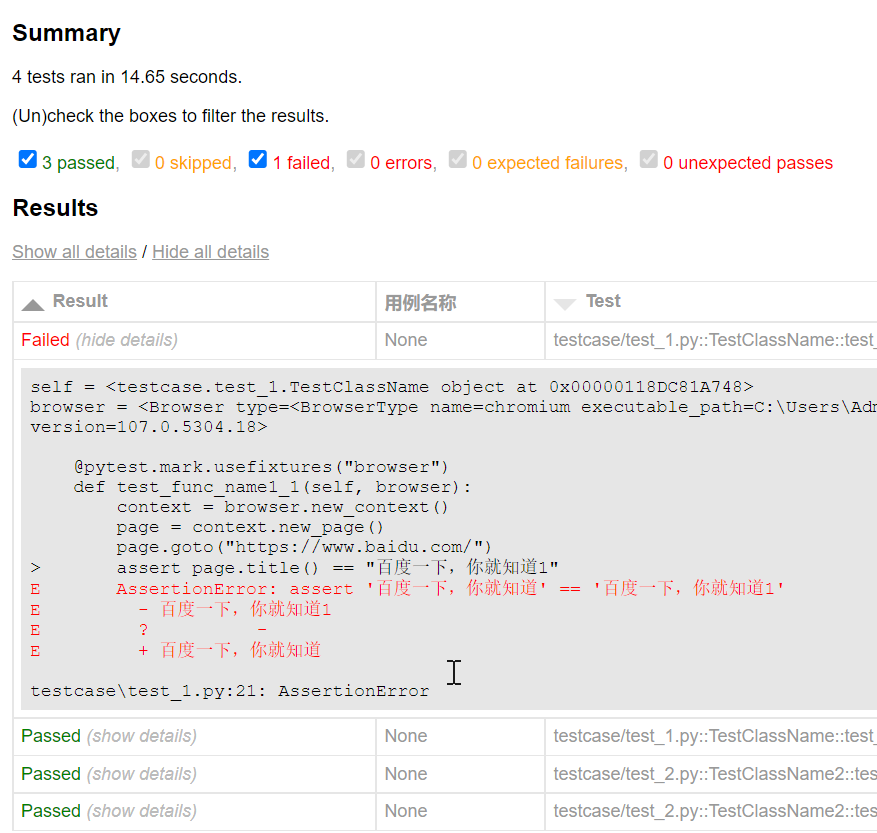 Summary
4 tests ran in 14.65 seconds.
(Un)check the boxes to filter the results.
3 passed, 0 skipped, 1 failed, 0 errors, 0 expected failures, 0 unexpected passes
Results
Show all details / Hide all details
Result 用例名称 Test
Failed (hide details) None testcase/test_1.py::TestClassName::test_
self = <testcase.test_1.TestClassName object at 0x00000118DC81A748>
browser = <Browser type=<BrowserType name=chromium executable_path=C:\Users\Adm
version=107.0.5304.18>
@pytest.mark.usefixtures("browser")
def test_func_name1_1(self, browser):
context = browser.new_context()
page = context.new_page()
page.goto("https://www.baidu.com/")
> assert page.title() == "百度一下，你就知道1"
E AssertionError: assert '百度一下，你就知道' == '百度一下，你就知道1'
E - 百度一下，你就知道1
E ? -
E + 百度一下，你就知道
testcase\test_1.py:21: AssertionError
Passed (show details) None testcase/test_1.py::TestClassName::test_
Passed (show details) None testcase/test_2.py::TestClassName2::tes
Passed (show details) None testcase/test_2.py::TestClassName2::tes